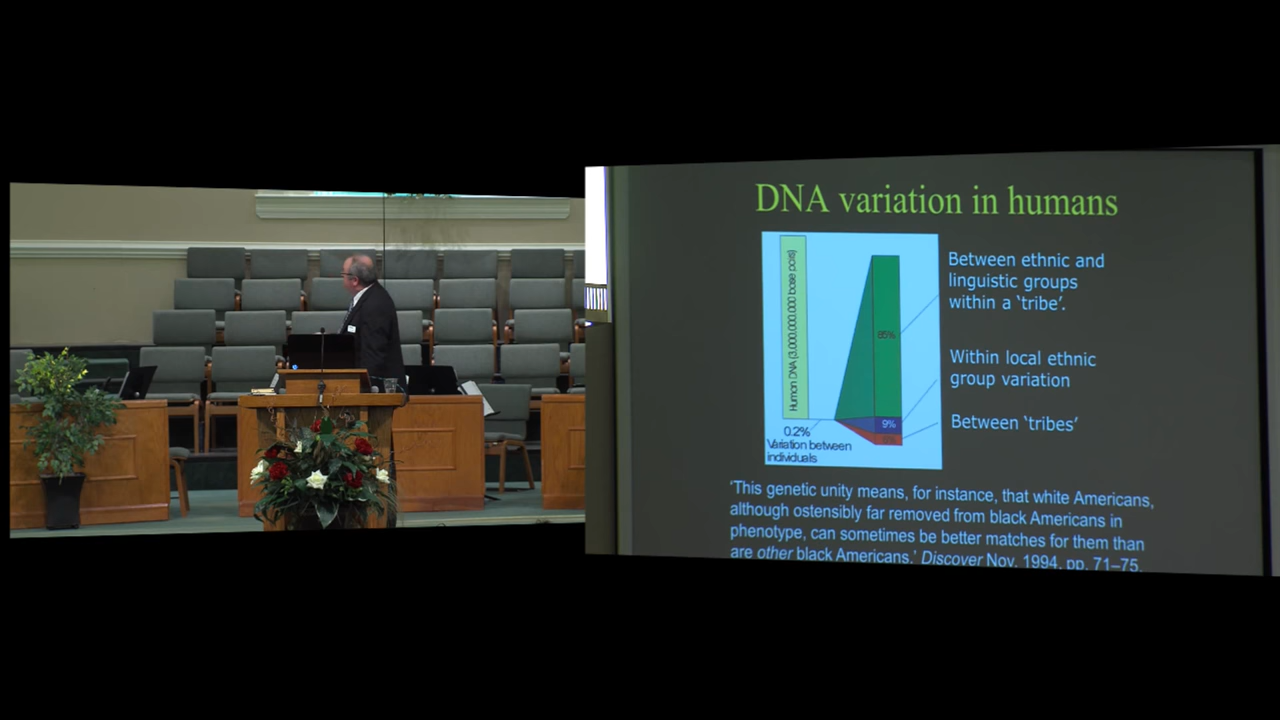 DNA variation in humans
Human DNA (3,000,000,000 base pairs)
85%
9%
0.2%
Variation between
individuals
Between ethnic and
linguistic groups
within a ‘tribe’.
Within local ethnic
group variation
Between ‘tribes’
‘This genetic unity means, for instance, that white Americans,
although ostensibly far removed from black Americans in
phenotype, can sometimes be better matches for them than
are other black Americans.’ Discover Nov. 1994, pp. 71–75.